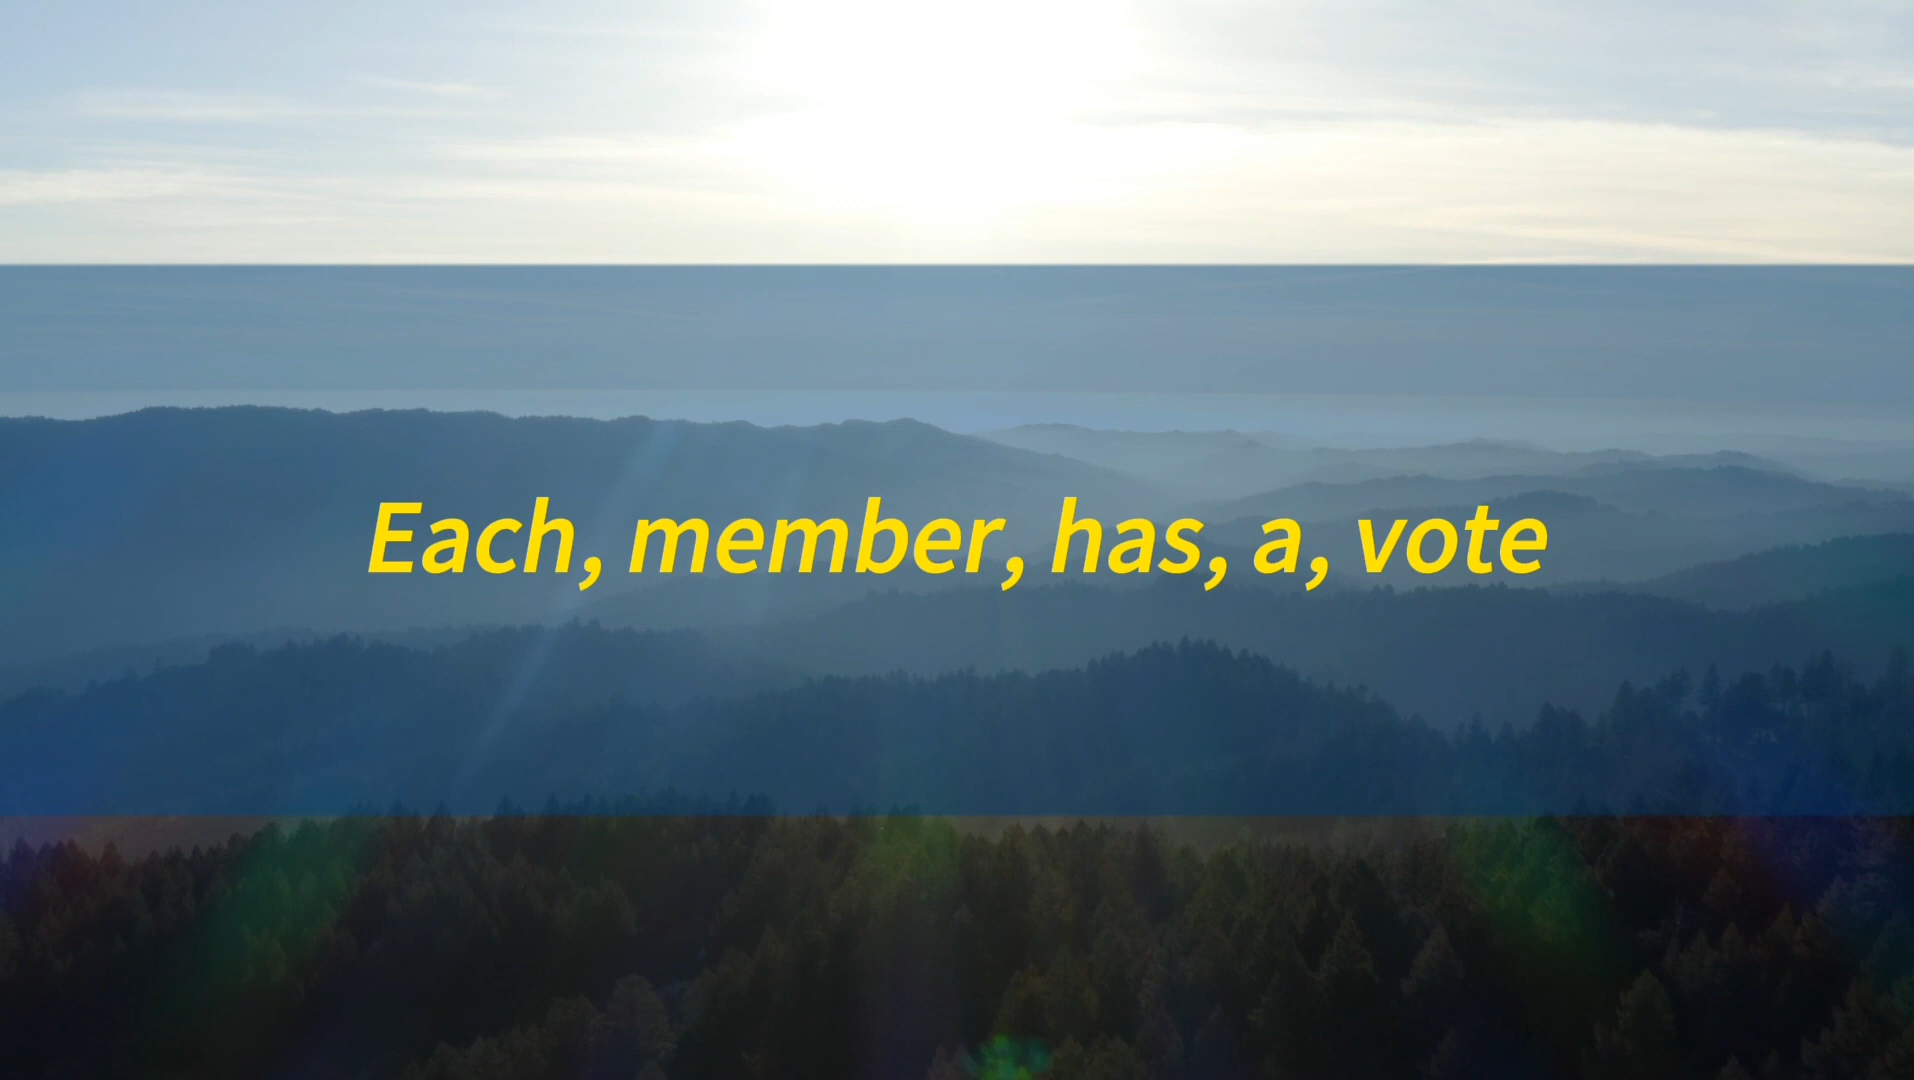 Each, member, has, a, vote